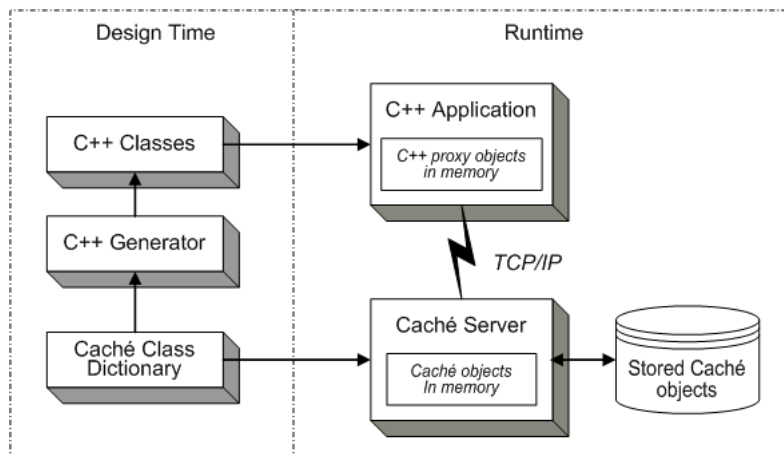 Design Time
Runtime
C++ Classes
C++ Application
C++ proxy objects
in memory
C++ Generator
TCP/IP
Caché Class
Dictionary
Caché Server
Caché objects
In memory
Stored Caché
objects